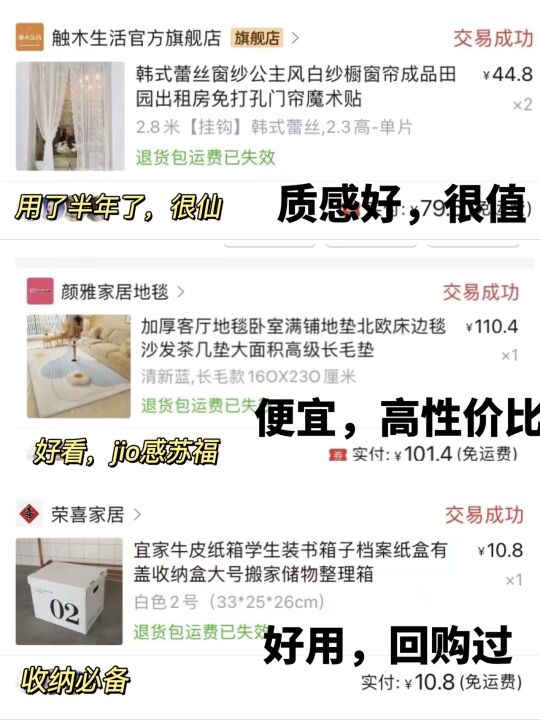 触木生活官方旗舰店 旗舰店 交易成功
韩式蕾丝窗纱公主风白纱橱窗帘成品田 ¥44.8
园出租房免打孔门帘魔术贴 ×2
2.8米【挂钩】韩式蕾丝,2.3高-单片
退货包运费已失效
用了半年了，很仙 质感好，很值
颜雅家居地毯 交易成功
加厚客厅地毯卧室满铺地垫北欧床边毯 ¥110.4
沙发茶几垫大面积高级长毛垫 ×1
清新蓝,长毛款160X230厘米
退货包运费已失
便宜，高性价比
好看，jio感苏福 券 实付:¥101.4(免运费)
荣喜家居 交易成功
宜家牛皮纸箱学生装书箱子档案纸盒有 ¥10.8
盖收纳盒大号搬家储物整理箱 ×1
白色2号（33*25*26cm）
02
退货包运费已失效
好用，回购过
收纳必备 实付:¥10.8(免运费)